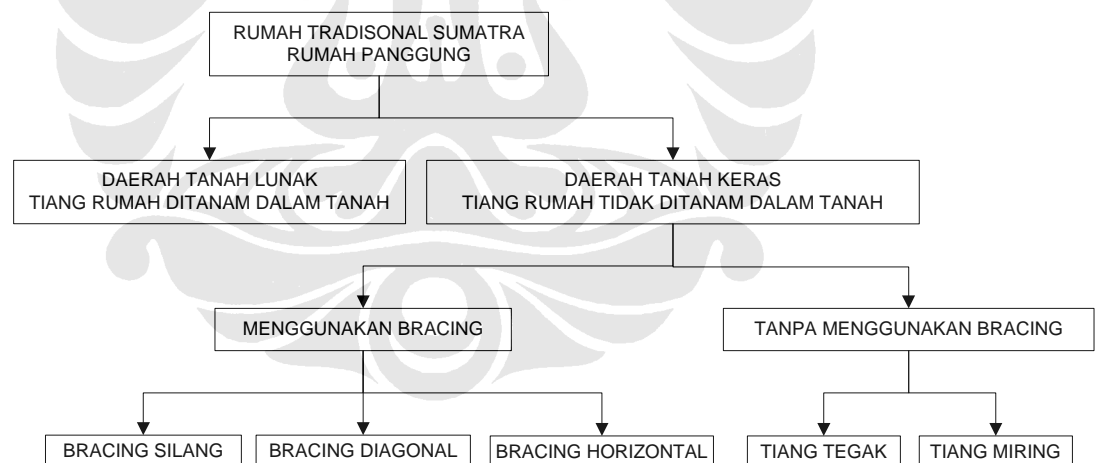 RUMAH TRADISONAL SUMATRA
RUMAH PANGGUNG
DAERAH TANAH LUNAK
TIANG RUMAH DITANAM DALAM TANAH
DAERAH TANAH KERAS
TIANG RUMAH TIDAK DITANAM DALAM TANAH
MENGGUNAKAN BRACING
TANPA MENGGUNAKAN BRACING
BRACING SILANG
BRACING DIAGONAL
BRACING HORIZONTAL
TIANG TEGAK
TIANG MIRING